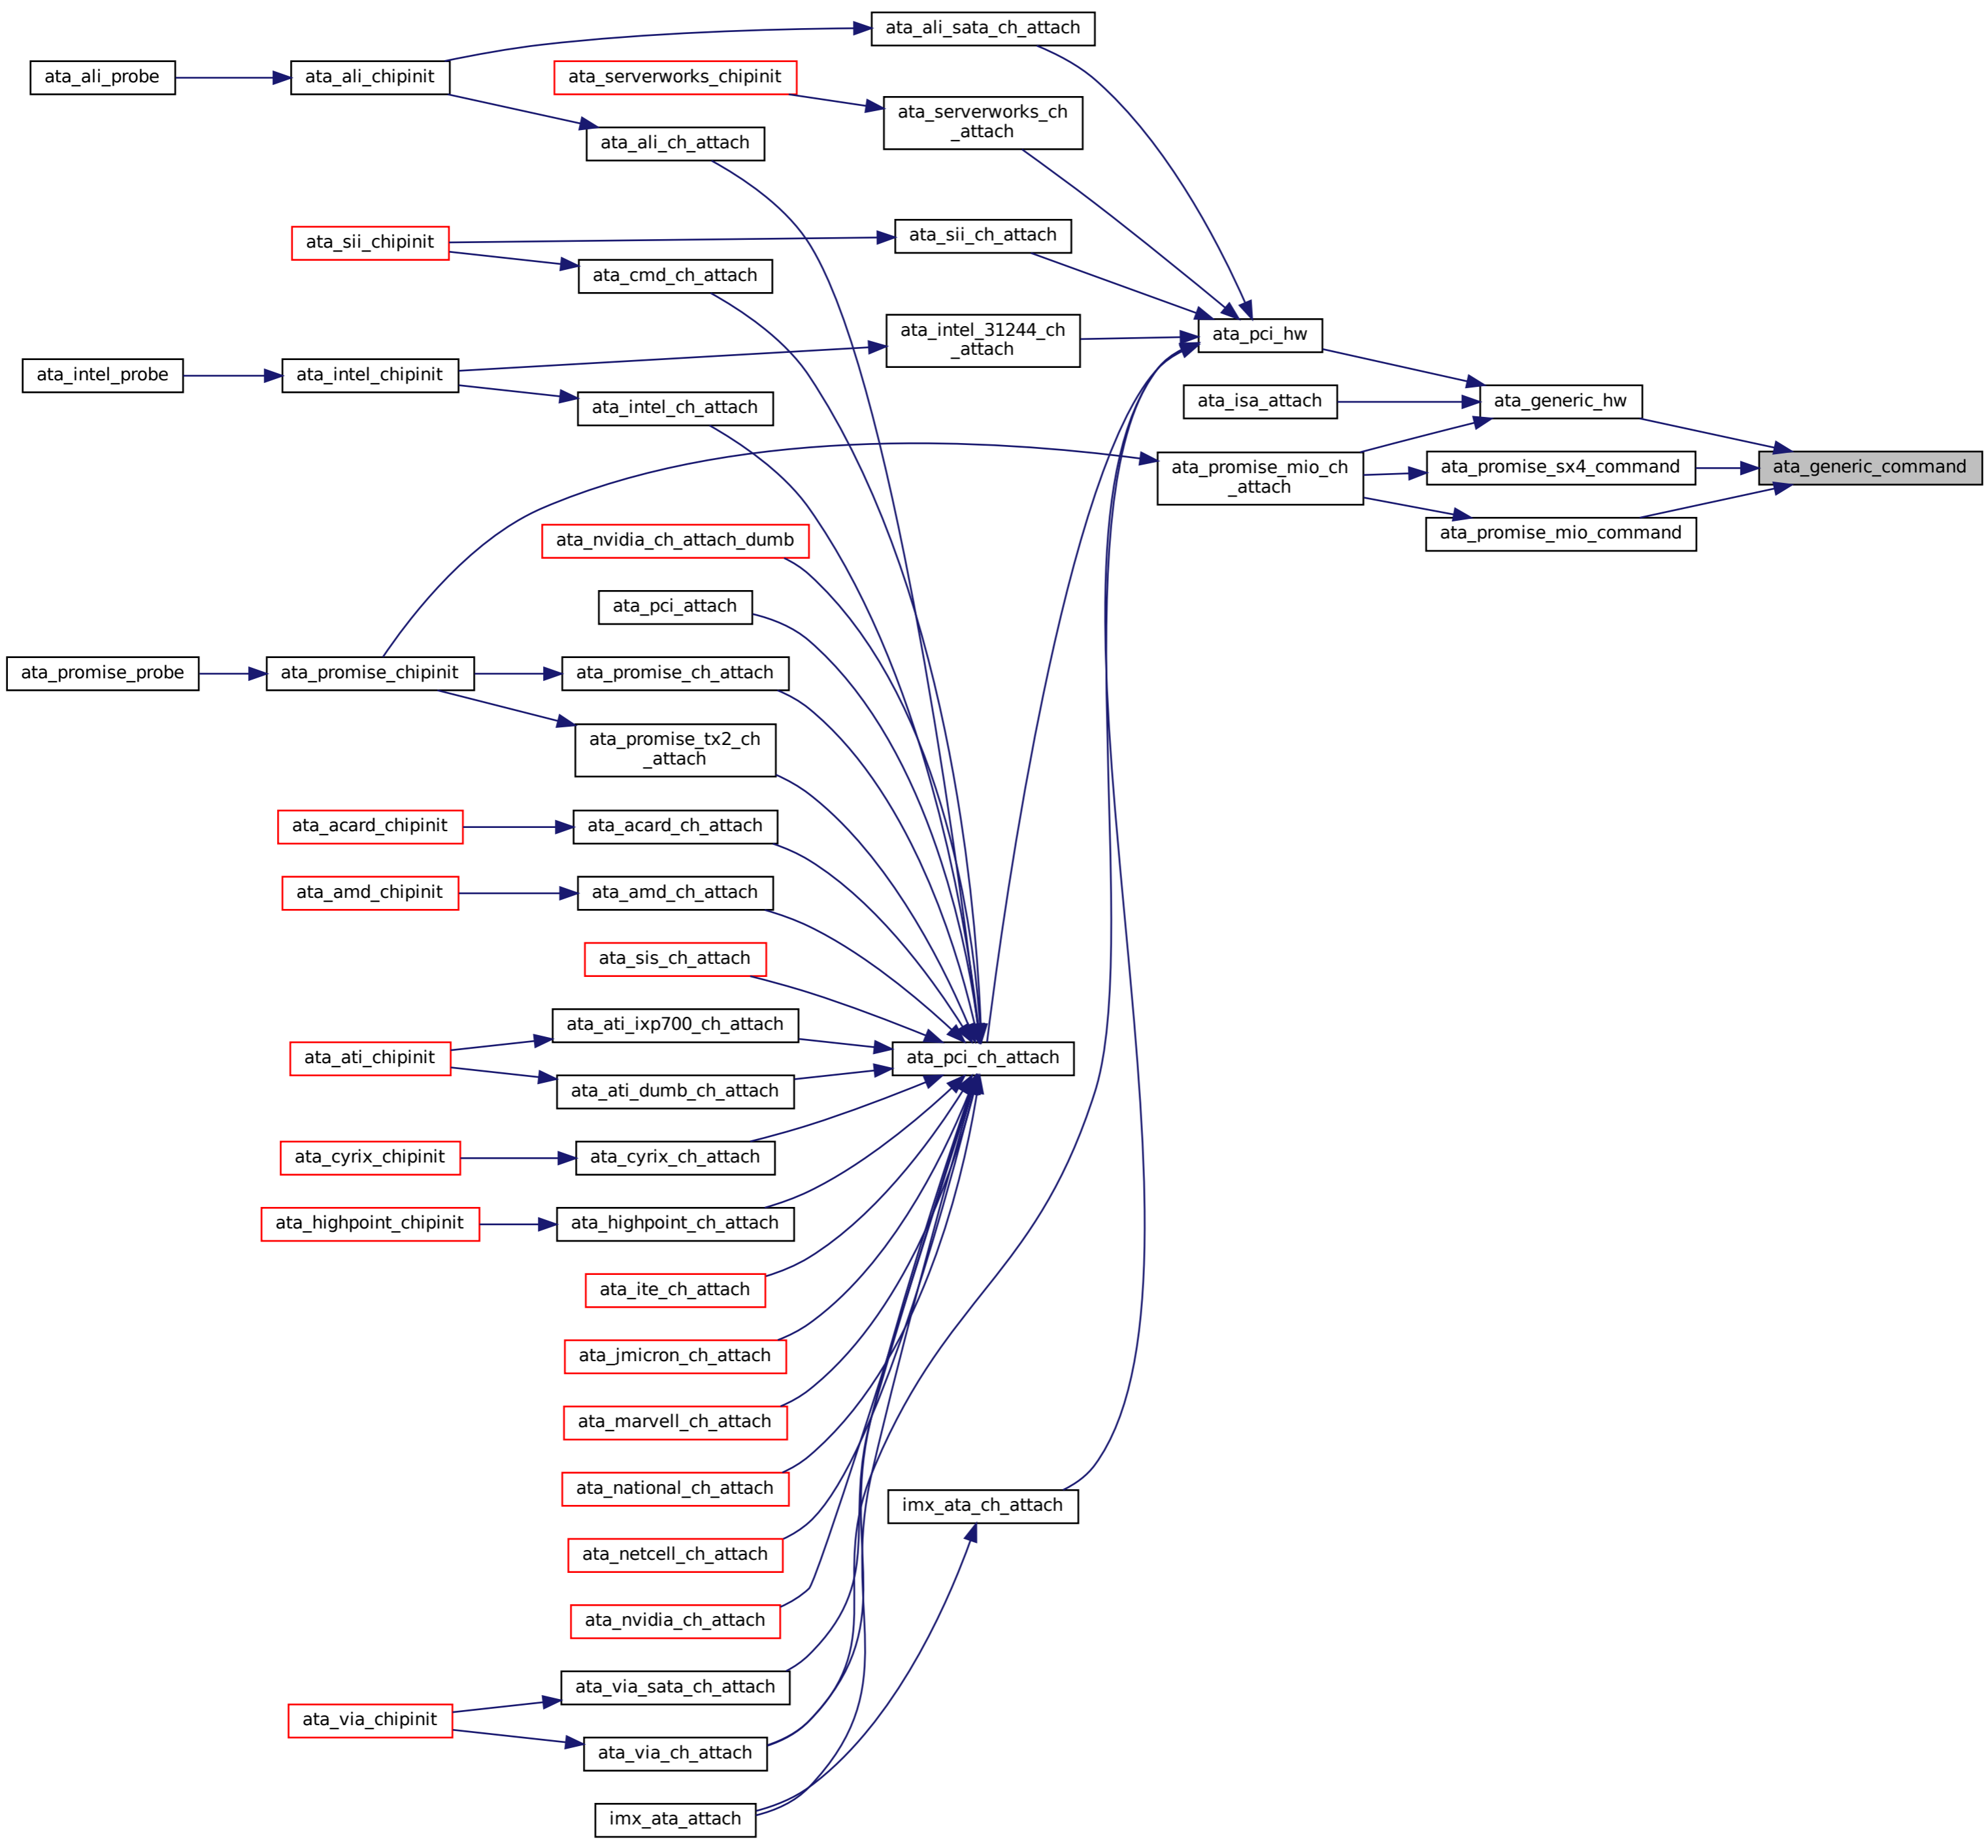 ata_ali_sata_ch_attach
ata_ali_probe
ata_ali_chipinit
ata_serverworks_chipinit
ata_serverworks_ch
_attach
ata_ali_ch_attach
ata_sii_chipinit
ata_sii_ch_attach
ata_cmd_ch_attach
ata_intel_31244_ch
_attach
ata_pci_hw
ata_intel_probe
ata_intel_chipinit
ata_intel_ch_attach
ata_isa_attach
ata_generic_hw
ata_promise_mio_ch
_attach
ata_promise_sx4_command
ata_generic_command
ata_promise_mio_command
ata_nvidia_ch_attach_dumb
ata_pci_attach
ata_promise_probe
ata_promise_chipinit
ata_promise_ch_attach
ata_promise_tx2_ch
_attach
ata_acard_chipinit
ata_acard_ch_attach
ata_amd_chipinit
ata_amd_ch_attach
ata_sis_ch_attach
ata_ati_ixp700_ch_attach
ata_ati_chipinit
ata_pci_ch_attach
ata_ati_dumb_ch_attach
ata_cyrix_chipinit
ata_cyrix_ch_attach
ata_highpoint_chipinit
ata_highpoint_ch_attach
ata_ite_ch_attach
ata_jmicron_ch_attach
ata_marvell_ch_attach
ata_national_ch_attach
imx_ata_ch_attach
ata_netcell_ch_attach
ata_nvidia_ch_attach
ata_via_sata_ch_attach
ata_via_chipinit
ata_via_ch_attach
imx_ata_attach